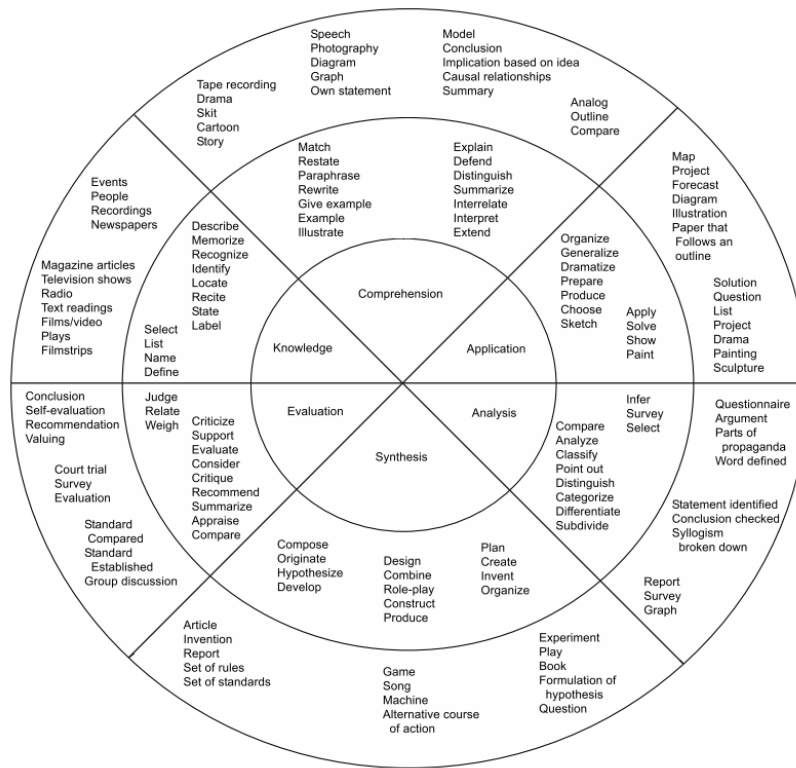 Speech
Photography
Diagram
Graph
Own statement
Model
Conclusion
Implication based on idea
Causal relationships
Summary
Tape recording
Drama
Skit
Cartoon
Story
Analog
Outline
Compare
Match
Restate
Paraphrase
Rewrite
Give example
Example
Illustrate
Explain
Defend
Distinguish
Summarize
Interrelate
Interpret
Extend
Map
Project
Forecast
Diagram
Illustration
Paper that
Follows an
outline
Events
People
Recordings
Newspapers
Describe
Memorize
Recognize
Identify
Locate
Recite
State
Label
Organize
Generalize
Dramatize
Prepare
Produce
Choose
Sketch
Magazine articles
Television shows
Radio
Text readings
Films/video
Plays
Filmstrips
Select
List
Name
Define
Comprehension
Knowledge
Application
Apply
Solve
Show
Paint
Solution
Question
List
Project
Drama
Painting
Sculpture
Conclusion
Self-evaluation
Recommendation
Valuing
Judge
Relate
Weigh
Criticize
Support
Evaluate
Consider
Critique
Recommend
Summarize
Appraise
Compare
Evaluation
Analysis
Synthesis
Infer
Survey
Select
Compare
Analyze
Classify
Point out
Distinguish
Categorize
Differentiate
Subdivide
Questionnaire
Argument
Parts of
propaganda
Word defined
Court trial
Survey
Evaluation
Standard
Compared
Standard
Established
Group discussion
Statement identified
Conclusion checked
Syllogism
broken down
Report
Survey
Graph
Compose
Originate
Hypothesize
Develop
Design
Combine
Role-play
Construct
Produce
Plan
Create
Invent
Organize
Article
Invention
Report
Set of rules
Set of standards
Game
Song
Machine
Alternative course
of action
Experiment
Play
Book
Formulation of
hypothesis
Question